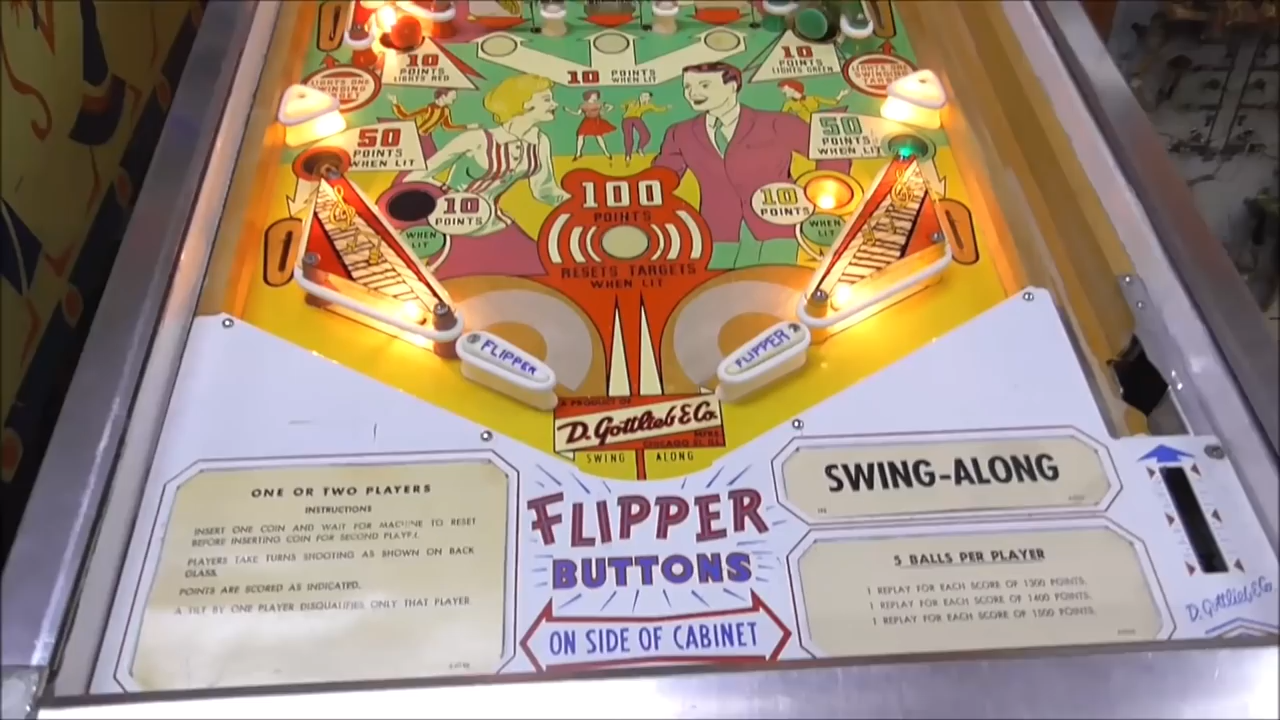 10
POINTS
LIGHTS RED
10
POINTS
LIGHTS GREEN
10 POINTS
WHEN LIT
LIGHTS ONE
50
POINTS
WHEN LIT
50
POINTS
WHEN LIT
10
POINTS
WHEN
LIT
10
POINTS
WHEN
LIT
100
POINTS
RESETS TARGETS
WHEN LIT
FLIPPER
FLIPPER
A PRODUCT OF
D. Gottlieb & Co.
CHICAGO 51, ILL.
SWING ALONG
FLIPPER
BUTTONS
ON SIDE OF CABINET
ONE OR TWO PLAYERS
INSTRUCTIONS
INSERT ONE COIN AND WAIT FOR MACHINE TO RESET
BEFORE INSERTING COIN FOR SECOND PLAYER.
PLAYERS TAKE TURNS SHOOTING AS SHOWN ON BACK
GLASS.
POINTS ARE SCORED AS INDICATED.
A TILT BY ONE PLAYER DISQUALIFIES ONLY THAT PLAYER.
SWING-ALONG
5 BALLS PER PLAYER
1 REPLAY FOR EACH SCORE OF 1300 POINTS.
1 REPLAY FOR EACH SCORE OF 1400 POINTS.
1 REPLAY FOR EACH SCORE OF 1500 POINTS.
D. Gottlieb & Co